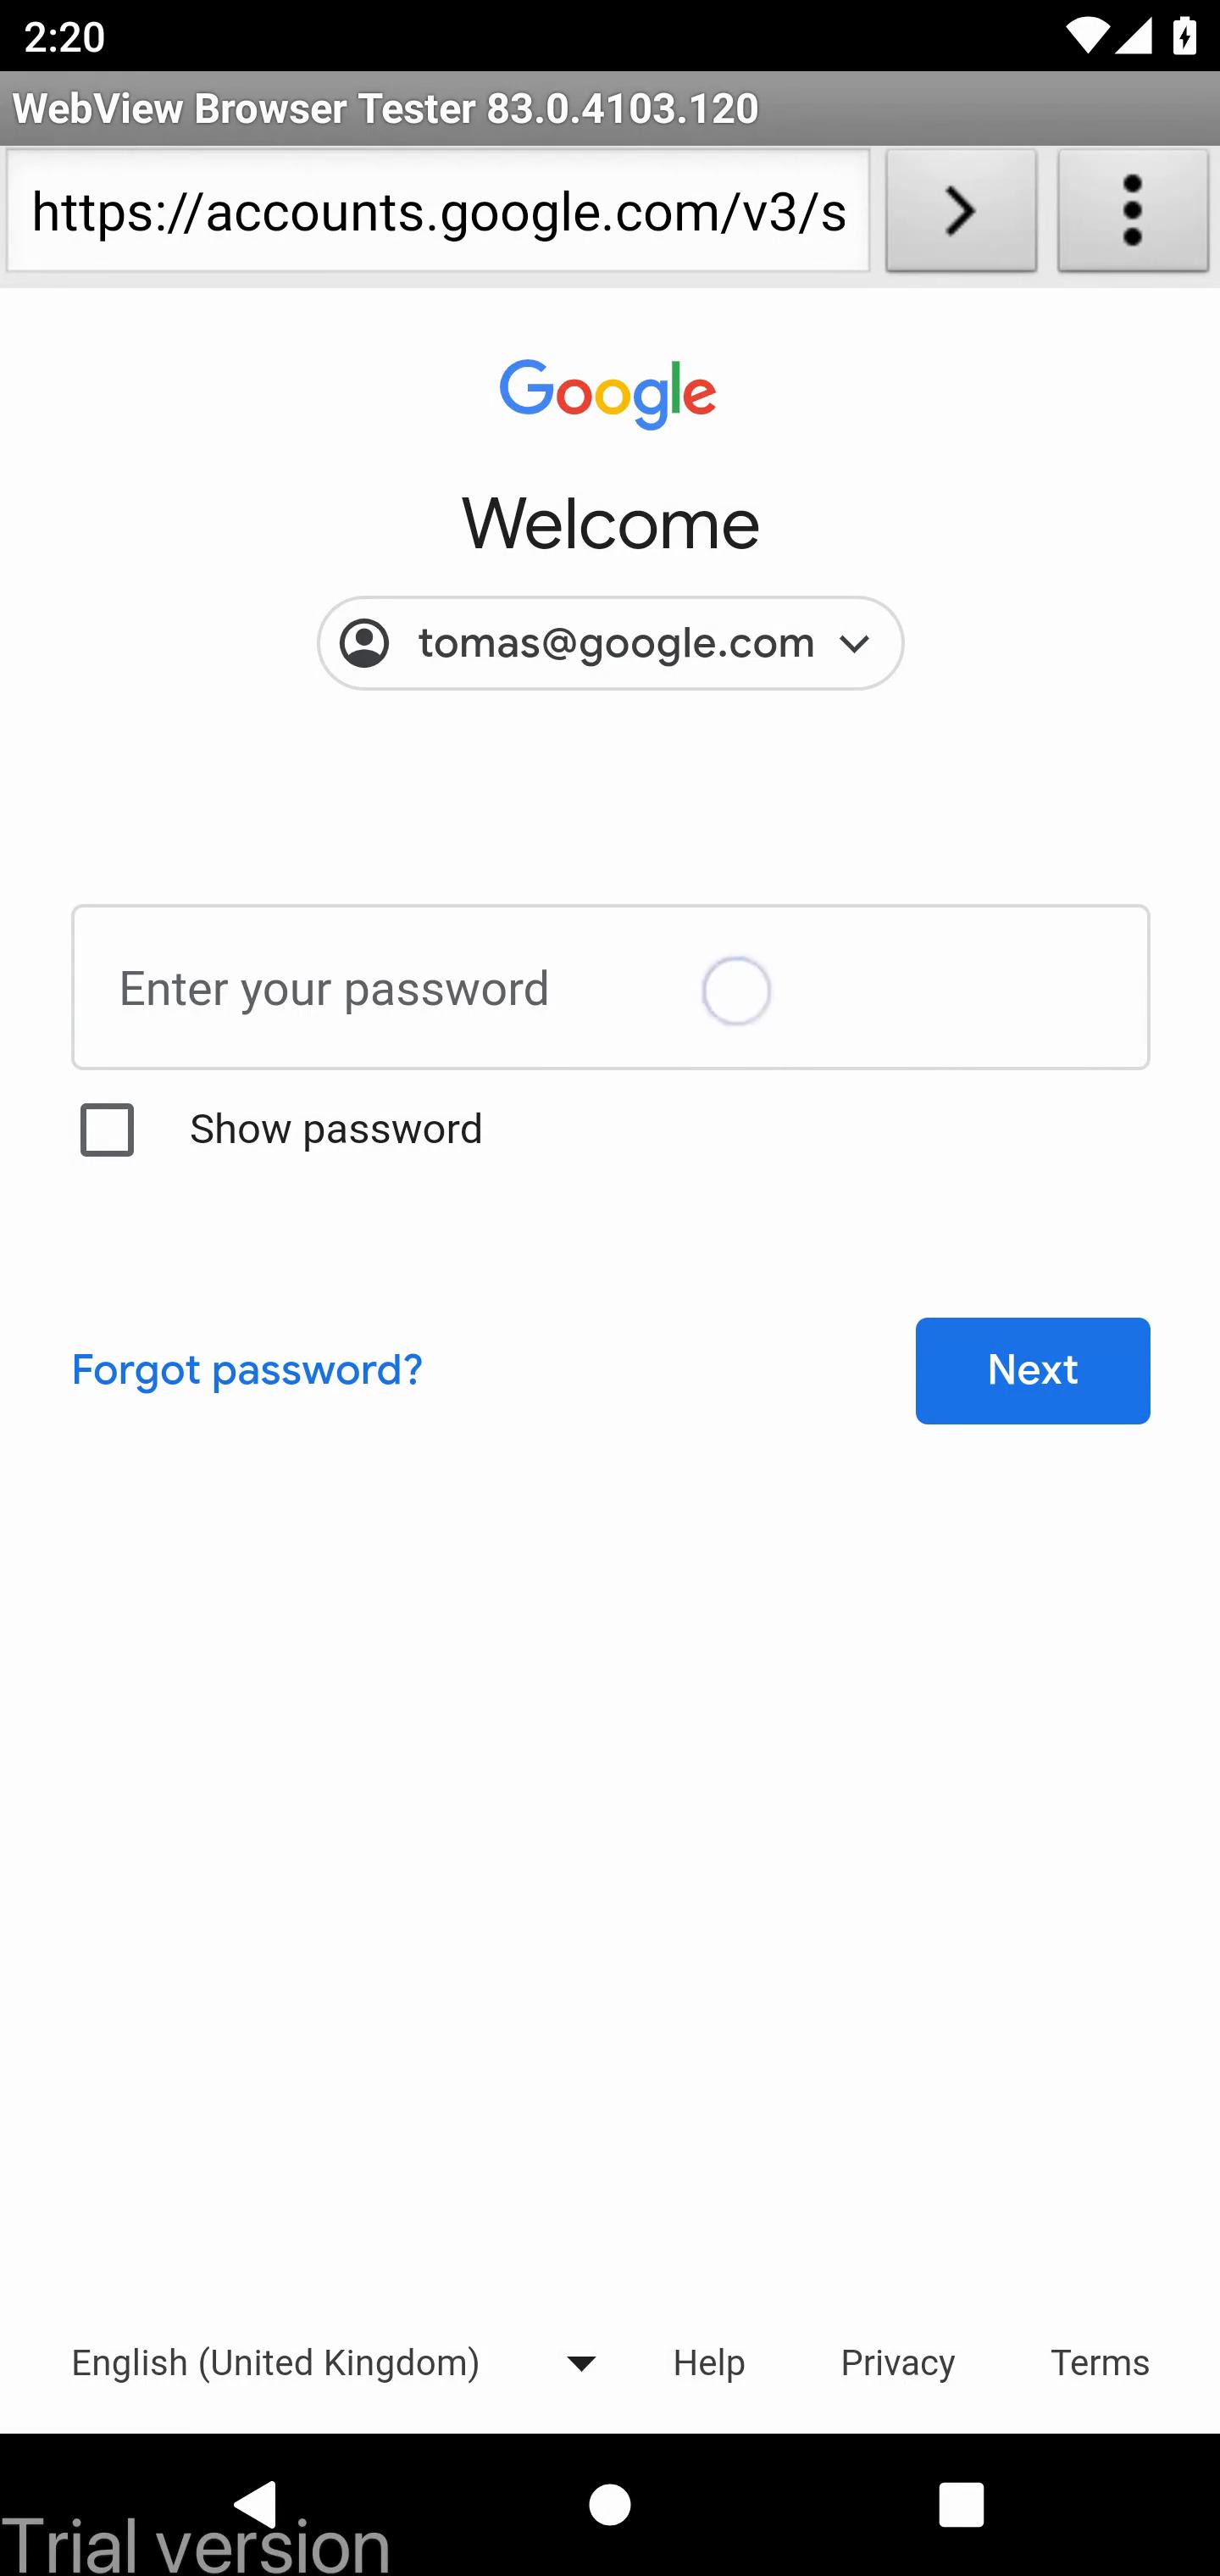 2:20
WebView Browser Tester 83.0.4103.120
https://accounts.google.com/v3/s
Google
Welcome
tomas@google.com
Enter your password
Show password
Forgot password?
Next
English (United Kingdom) Help Privacy Terms
Trial version